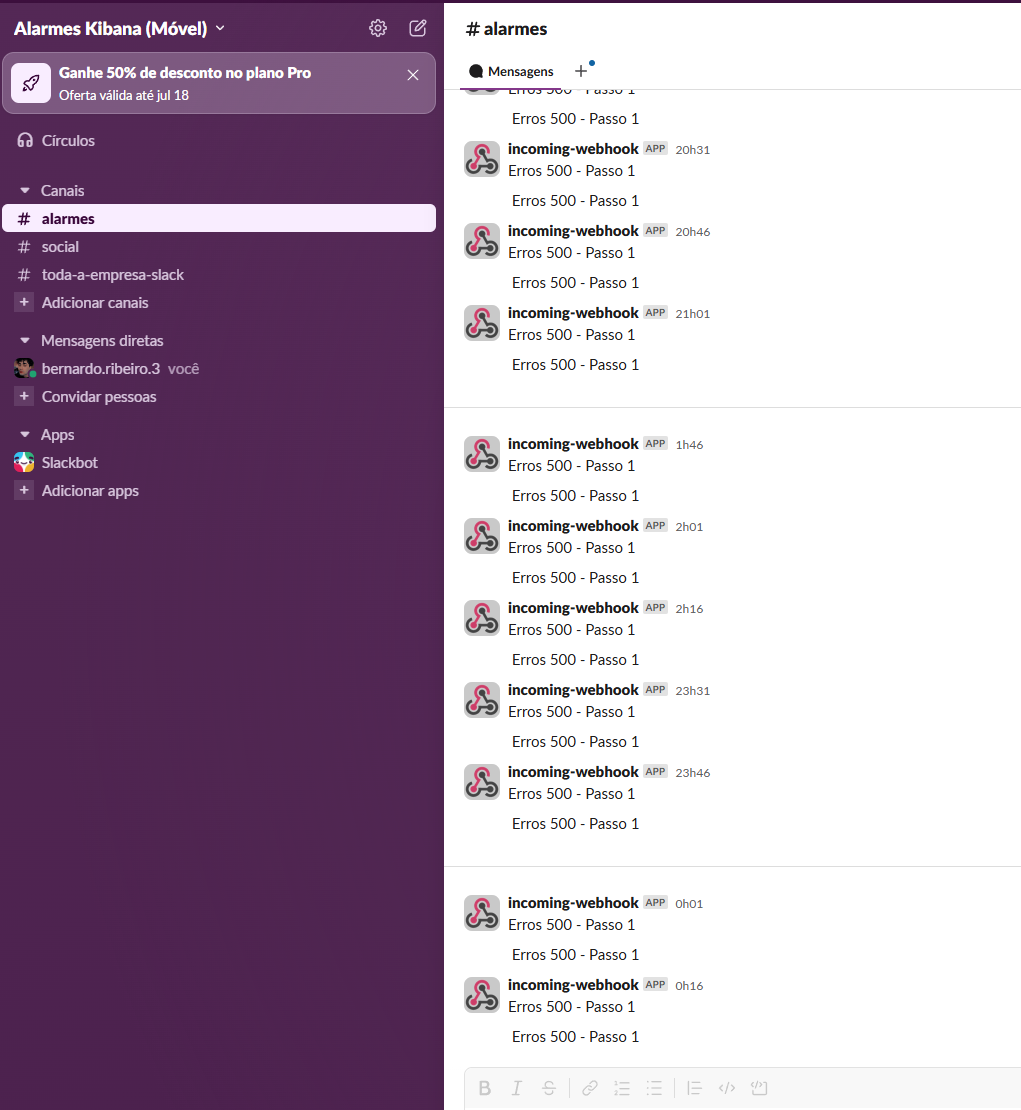 Alarmes Kibana (Móvel)
Ganhe 50% de desconto no plano Pro
Oferta válida até jul 18
Círculos
Canais
# alarmes
# social
# toda-a-empresa-slack
+ Adicionar canais
Mensagens diretas
bernardo.ribeiro.3 você
+ Convidar pessoas
Apps
Slackbot
+ Adicionar apps
# alarmes
Mensagens +
Erros 500 - Passo 1
Erros 500 - Passo 1
incoming-webhook APP 20h31
Erros 500 - Passo 1
Erros 500 - Passo 1
incoming-webhook APP 20h46
Erros 500 - Passo 1
Erros 500 - Passo 1
incoming-webhook APP 21h01
Erros 500 - Passo 1
Erros 500 - Passo 1
incoming-webhook APP 1h46
Erros 500 - Passo 1
Erros 500 - Passo 1
incoming-webhook APP 2h01
Erros 500 - Passo 1
Erros 500 - Passo 1
incoming-webhook APP 2h16
Erros 500 - Passo 1
Erros 500 - Passo 1
incoming-webhook APP 23h31
Erros 500 - Passo 1
Erros 500 - Passo 1
incoming-webhook APP 23h46
Erros 500 - Passo 1
Erros 500 - Passo 1
incoming-webhook APP 0h01
Erros 500 - Passo 1
Erros 500 - Passo 1
incoming-webhook APP 0h16
Erros 500 - Passo 1
Erros 500 - Passo 1
B I S